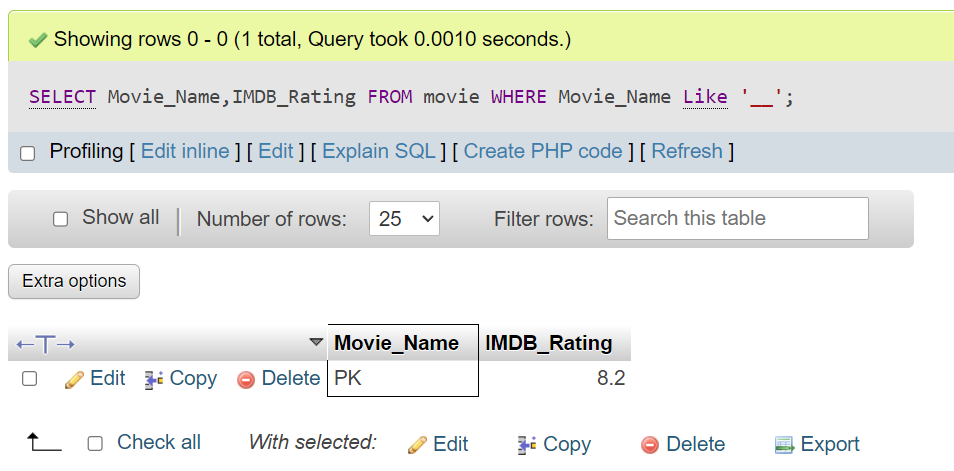 Showing rows 0 - 0 (1 total, Query took 0.0010 seconds.)
SELECT Movie_Name,IMDB_Rating FROM movie WHERE Movie_Name Like '__';
Profiling [ Edit inline ] [ Edit ] [ Explain SQL ] [ Create PHP code ] [ Refresh ]
Show all Number of rows: 25 Filter rows: Search this table
Extra options
←T→ Movie_Name IMDB_Rating
Edit Copy Delete PK 8.2
Check all With selected: Edit Copy Delete Export